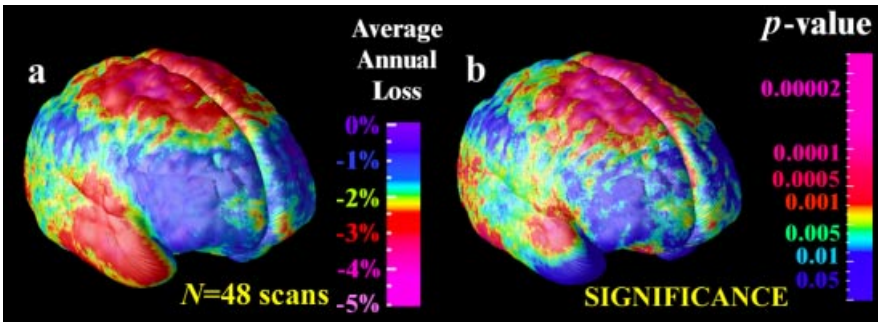 a
Average
Annual
Loss
0%
-1%
-2%
-3%
-4%
-5%
N=48 scans
b
p-value
0.00002
0.0001
0.0005
0.001
0.005
0.01
0.05
SIGNIFICANCE